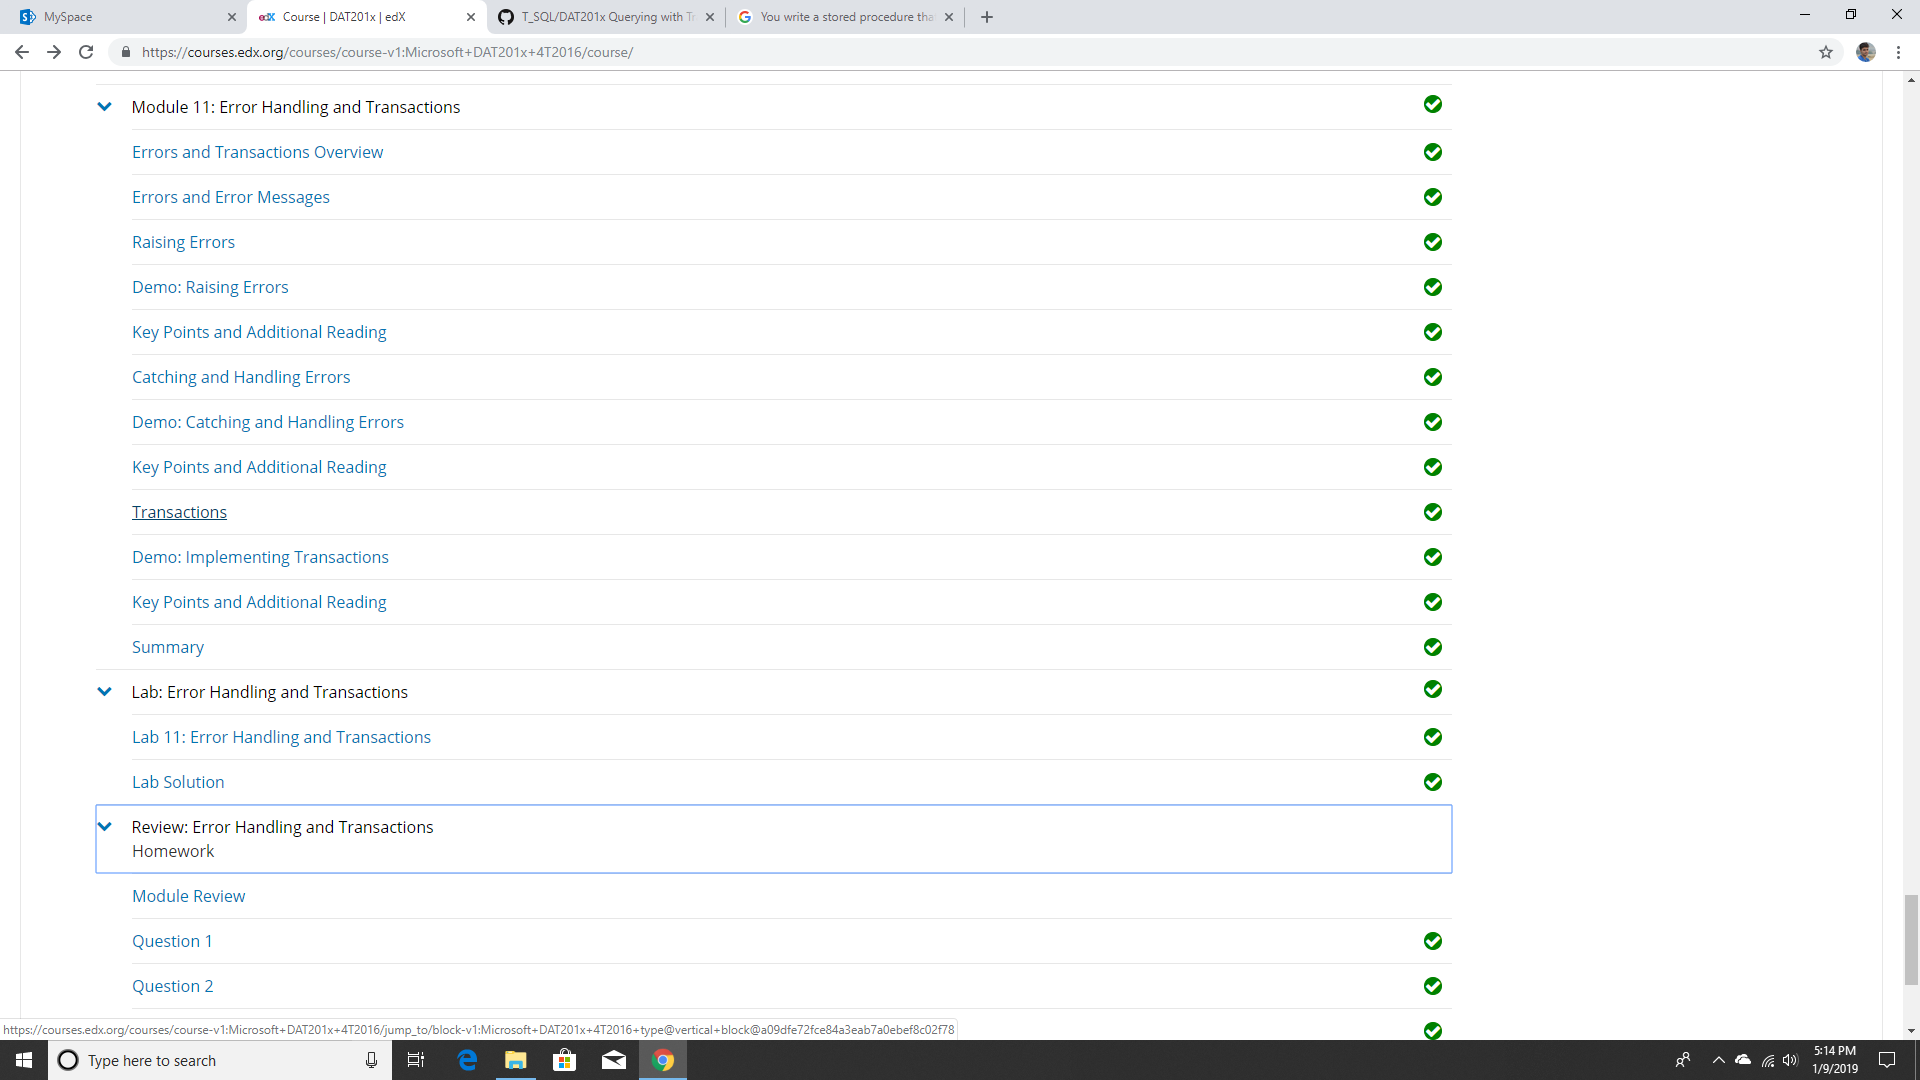 MySpace
edX Course | DAT201x | edX
T_SQL/DAT201x Querying with Tr
You write a stored procedure tha
https://courses.edx.org/courses/course-v1:Microsoft+DAT201x+4T2016/course/
Module 11: Error Handling and Transactions
Errors and Transactions Overview
Errors and Error Messages
Raising Errors
Demo: Raising Errors
Key Points and Additional Reading
Catching and Handling Errors
Demo: Catching and Handling Errors
Key Points and Additional Reading
Transactions
Demo: Implementing Transactions
Key Points and Additional Reading
Summary
Lab: Error Handling and Transactions
Lab 11: Error Handling and Transactions
Lab Solution
Review: Error Handling and Transactions
Homework
Module Review
Question 1
Question 2
https://courses.edx.org/courses/course-v1:Microsoft+DAT201x+4T2016/jump_to/block-v1:Microsoft+DAT201x+4T2016+type@vertical+block@a09dfe72fce84a3eab7a0ebef8c02f78
Type here to search
5:14 PM
1/9/2019